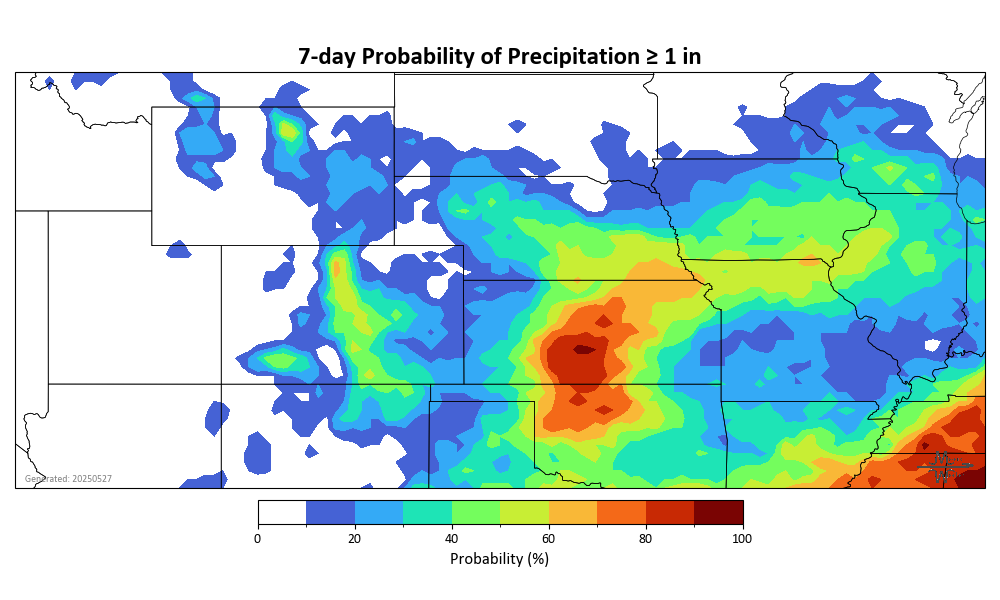 7-day Probability of Precipitation ≥ 1 in
Generated: 20250527
0 20 40 60 80 100
Probability (%)